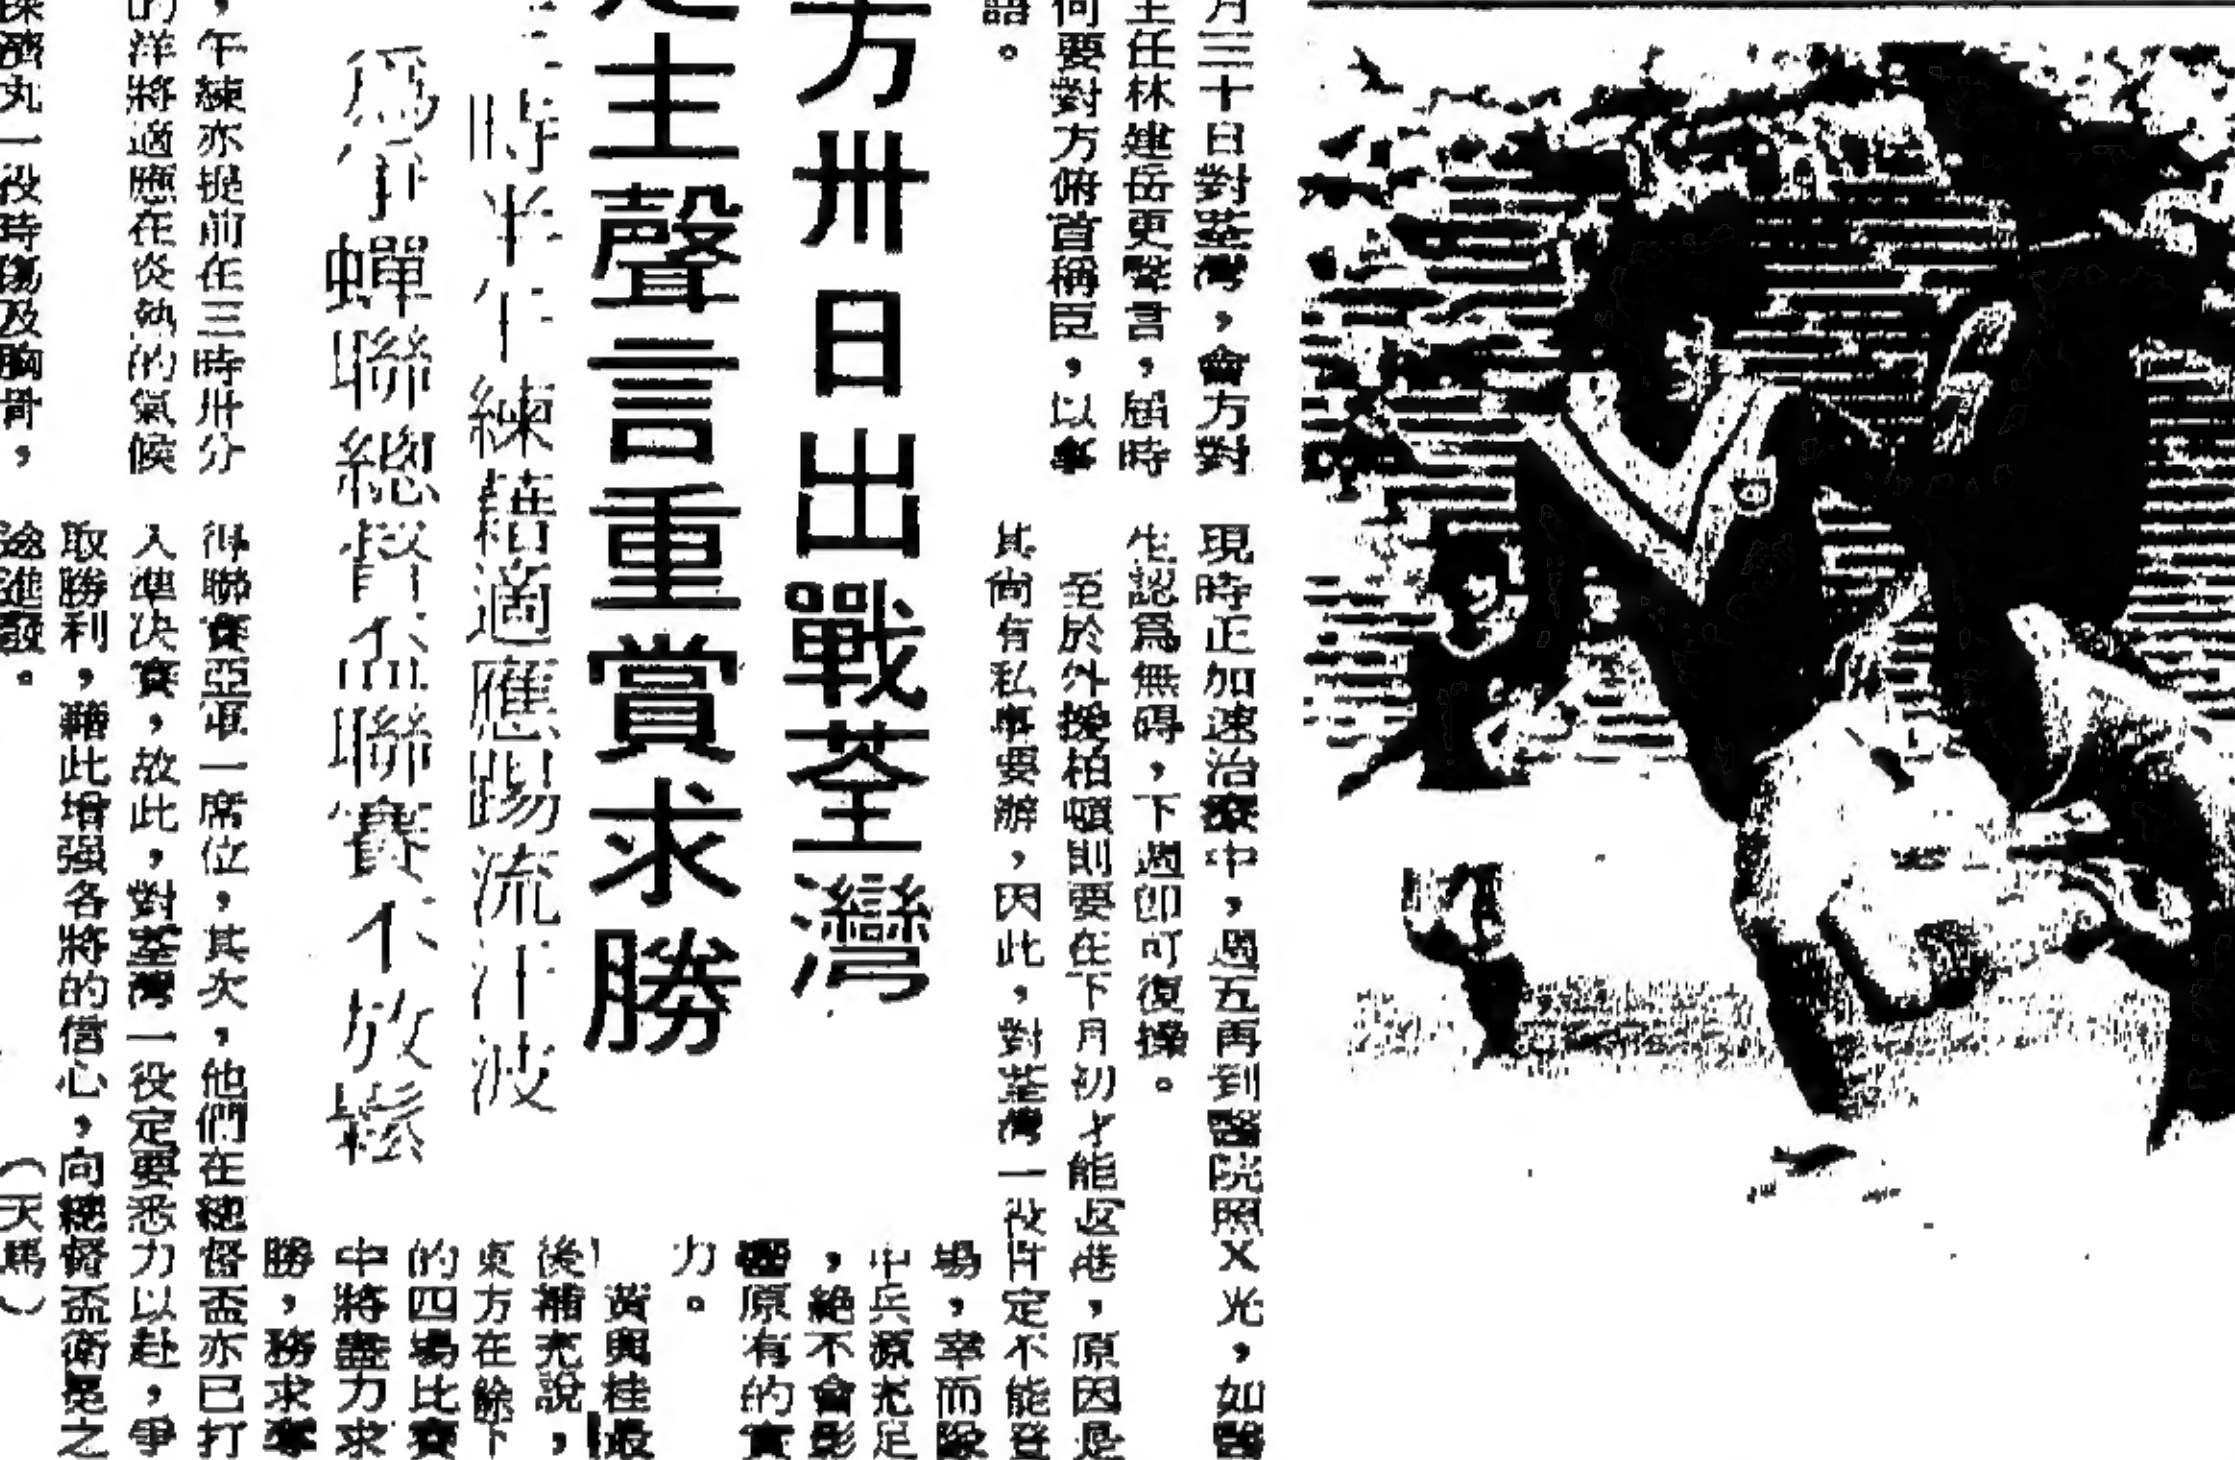 月三十日對荃灣，會方對
主任林建岳更聲言，屆時
何要對方俯首稱臣，以事
語。
方卅日出戰荃灣
主聲言重賞求勝
時半午練藉適應踢流汗波
爲爭蟬聯總督盃聯賽不放鬆
，午練亦提前在三時卅分
的洋將適應在炎熱的氣候
丸一役時傷及胸骨，
現時正加速治療中，週五再到醫院照X光，如醫
生認爲無碍，下週卽可復操。
至於外援柏頓則要在下月初才能返港，原因是
其尚有私事要辦，因此，對荃灣一役肯定不能登
場，幸而隊
中兵源充足
，絕不會影
響原有的實
力。
黃興桂最
後補充說，
東方在餘下
的四場比賽
中將盡力求
勝，務求奪
得聯賽亞軍一席位，其次，他們在總督盃亦已打
入準決賽，故此，對荃灣一役定要悉力以赴，爭
取勝利，藉此增强各將的信心，向總督盃衛冕之
途進發。
（天馬）